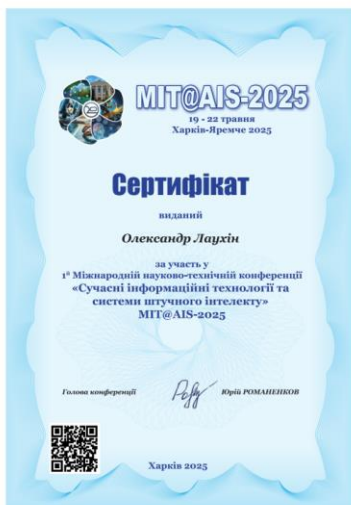 MIT@AIS-2025
19 - 22 травня
Харків-Яремче 2025
Сертифікат
виданий
Олександр Лаухін
за участь у
1ª Міжнародній науково-технічній конференції
«Сучасні інформаційні технології та
системи штучного інтелекту»
MIT@AIS-2025
Голова конференції Юрій РОМАНЕНКОВ
Харків 2025